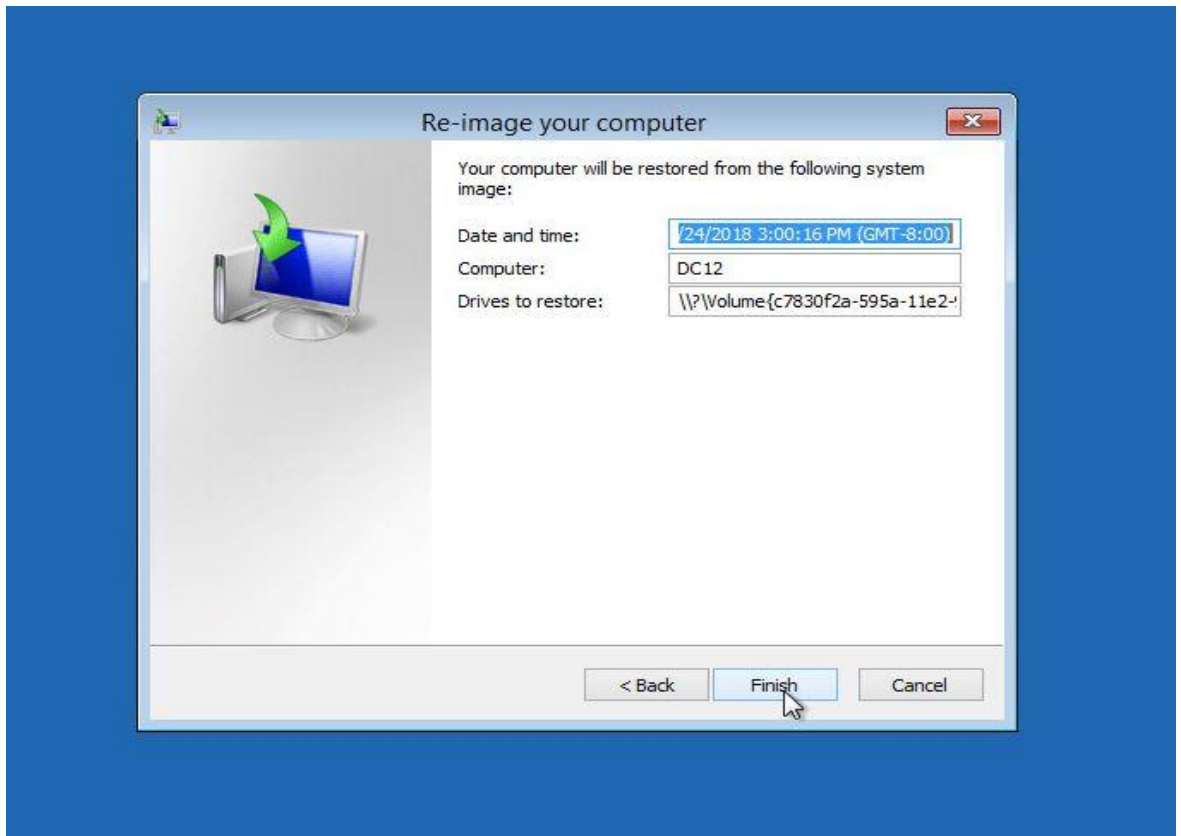 Re-image your computer
Your computer will be restored from the following system
image:
Date and time: /24/2018 3:00:16 PM (GMT-8:00)
Computer: DC12
Drives to restore: \\?\Volume{c7830f2a-595a-11e2-
< Back Finish Cancel